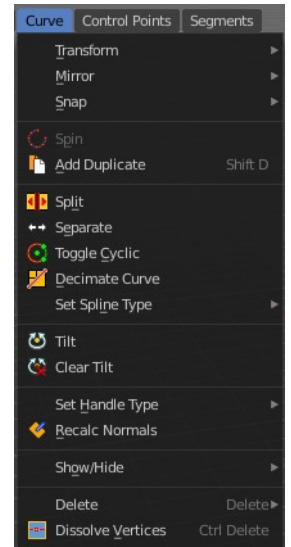 Curve Control Points Segments
Transform
Mirror
Snap
Spin
Add Duplicate Shift D
Split
Separate
Toggle Cyclic
Decimate Curve
Set Spline Type
Tilt
Clear Tilt
Set Handle Type
Recalc Normals
Show/Hide
Delete Delete
Dissolve Vertices Ctrl Delete